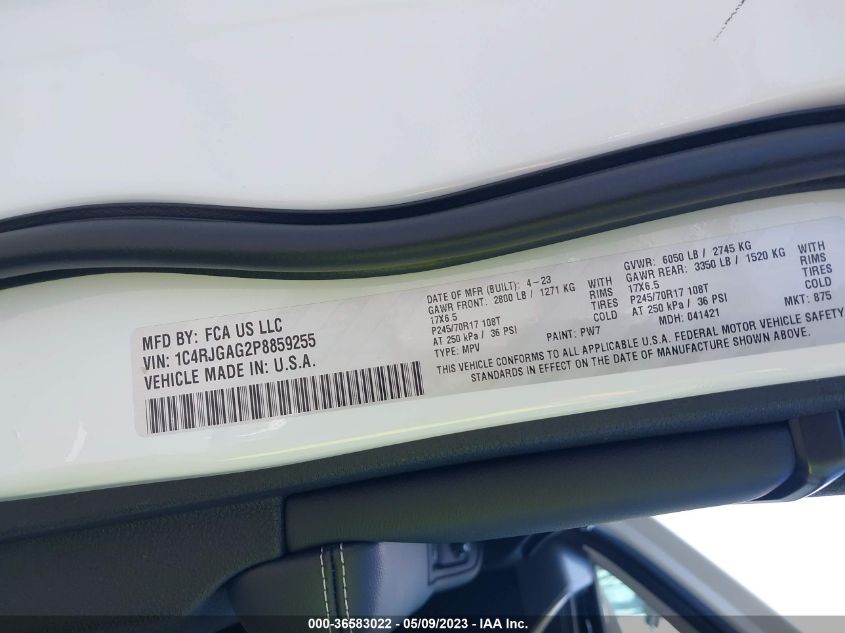 MFD BY: FCA US LLC
VIN: 1C4RJGAG2P8859255
VEHICLE MADE IN: U.S.A.
DATE OF MFR (BUILT): 4-23
GAWR FRONT: 2800 LB / 1271 KG WITH
17X6.5 RIMS
P245/70R17 108T TIRES
AT 250 kPa / 36 PSI COLD
TYPE: MPV PAINT: PW7
GVWR: 6050 LB / 2745 KG
GAWR REAR: 3350 LB / 1520 KG WITH
17X6.5 RIMS
P245/70R17 108T TIRES
AT 250 kPa / 36 PSI COLD
MDH: 041421 MKT: 875
THIS VEHICLE CONFORMS TO ALL APPLICABLE U.S.A. FEDERAL MOTOR VEHICLE SAFETY
STANDARDS IN EFFECT ON THE DATE OF MANUFACTURE SHOWN ABOVE.
000-36583022 - 05/09/2023 - IAA Inc.